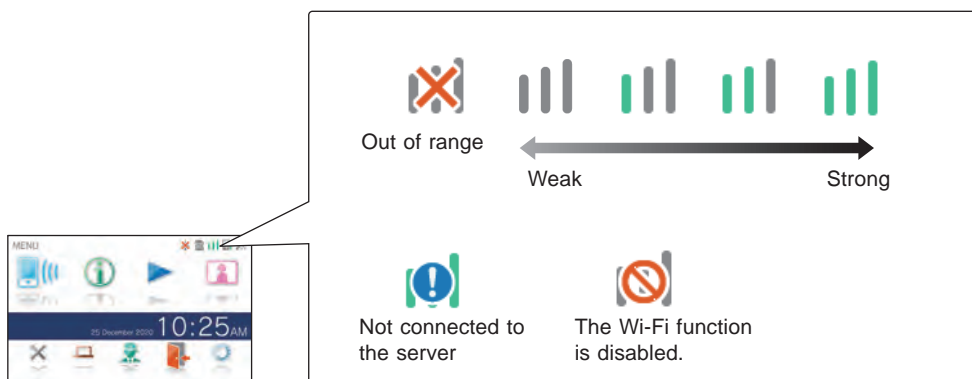 Out of range
Weak
Strong
MENU
25 December 2020 10:25AM
Not connected to
the server
The Wi-Fi function
is disabled.